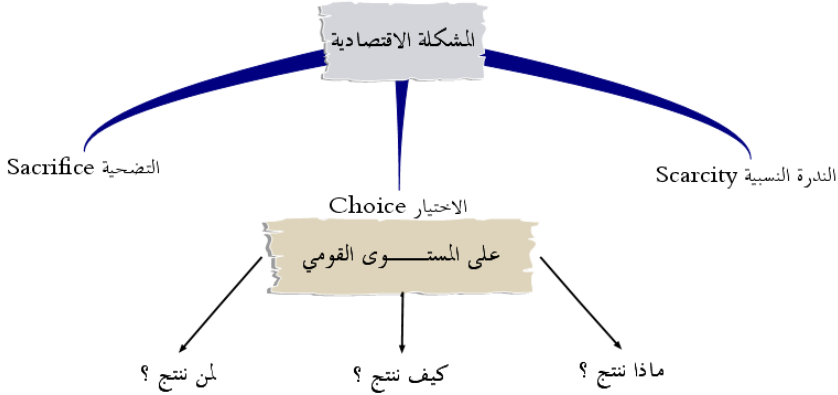 المشكلة الاقتصادية
الندرة النسبية Scarcity
الاختيار Choice
التضحية Sacrifice
على المستـــــوى القومي
ماذا ننتج ؟
كيف ننتج ؟
لمن ننتج ؟